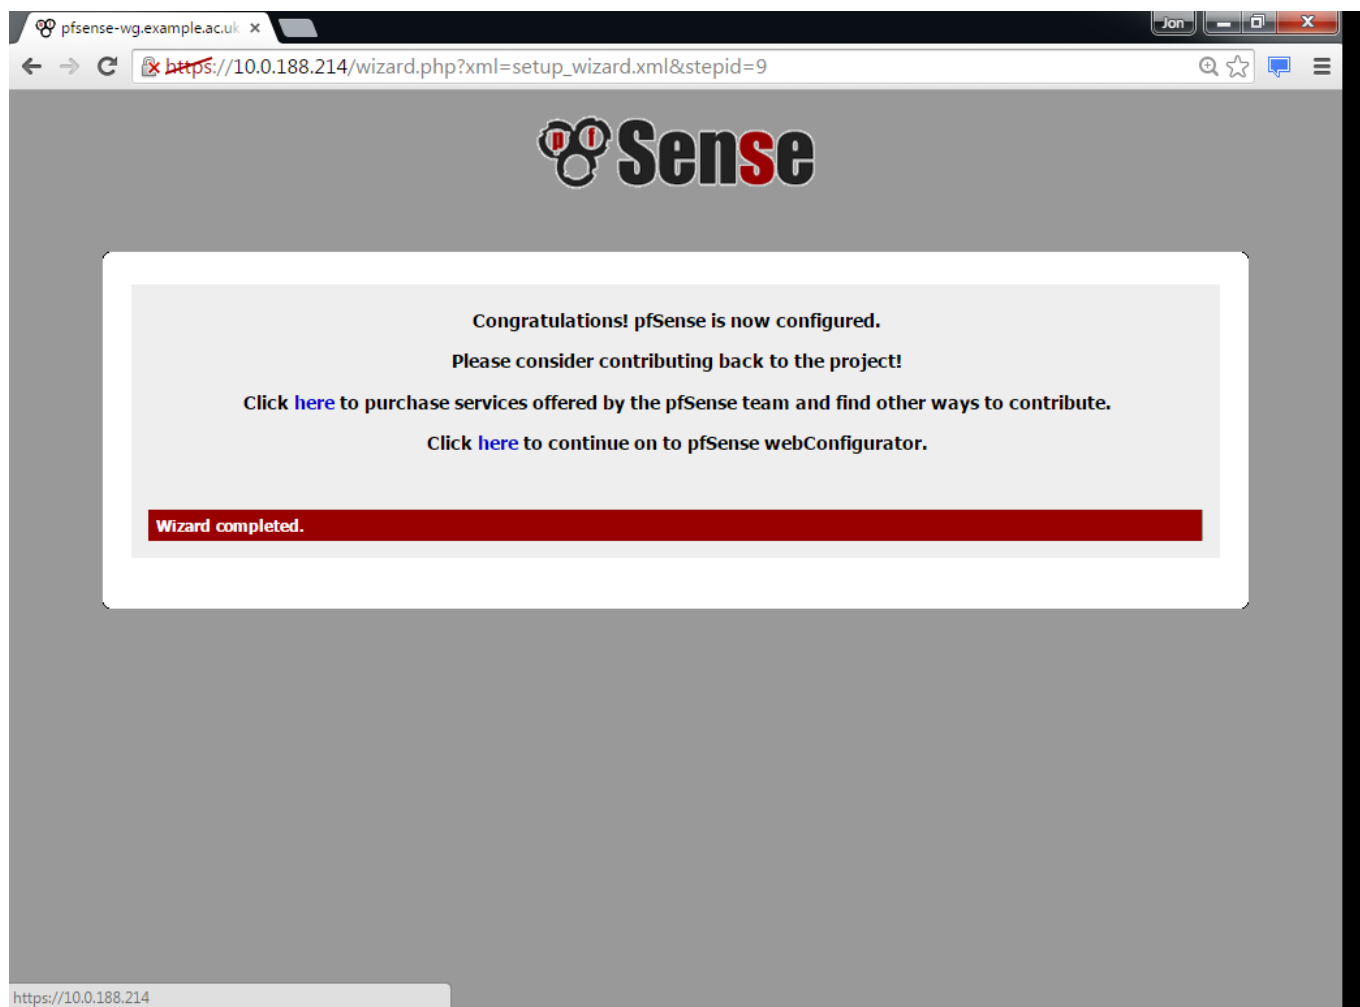 pfsense-wg.example.ac.uk
Jon
https://10.0.188.214/wizard.php?xml=setup_wizard.xml&stepid=9
pf Sense
Congratulations! pfSense is now configured.
Please consider contributing back to the project!
Click here to purchase services offered by the pfSense team and find other ways to contribute.
Click here to continue on to pfSense webConfigurator.
Wizard completed.
https://10.0.188.214